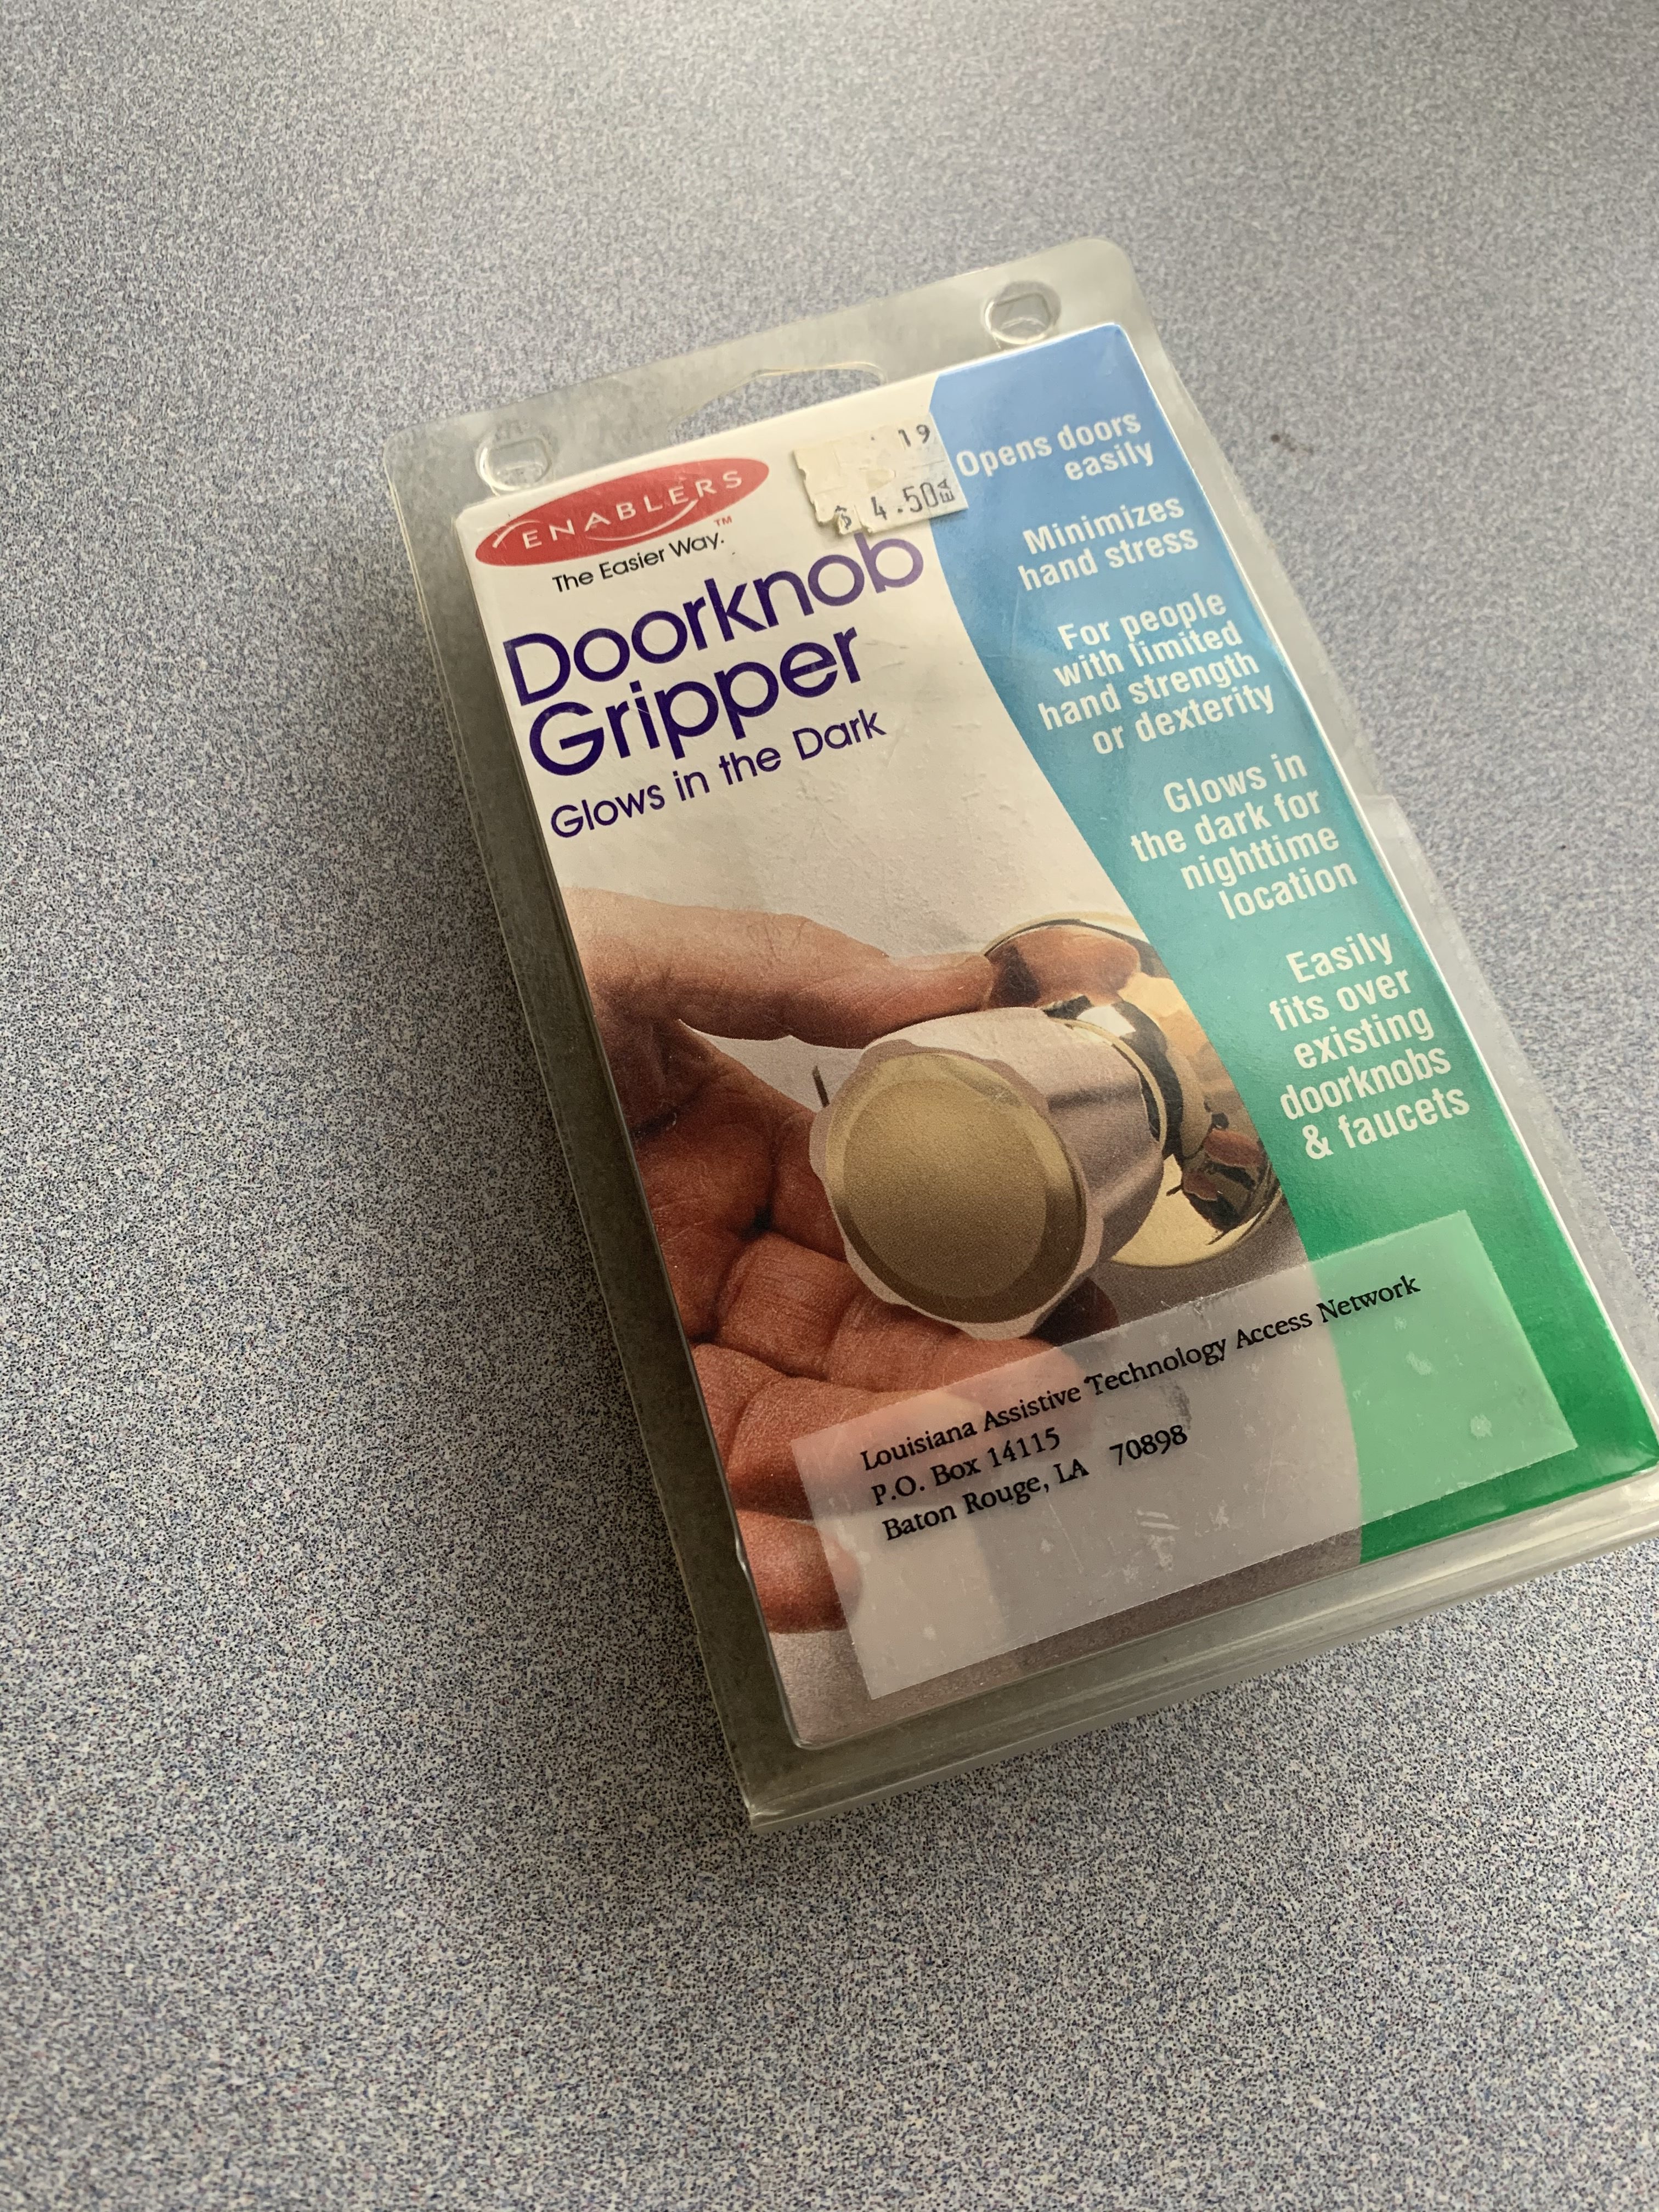 ENABLERS
™
The Easier Way.
19
$ 4.50 EA
Doorknob
Gripper
Glows in the Dark
Opens doors
easily
Minimizes
hand stress
For people
with limited
hand strength
or dexterity
Glows in
the dark for
nighttime
location
Easily
fits over
existing
doorknobs
& faucets
Louisiana Assistive Technology Access Network
P.O. Box 14115
Baton Rouge, LA 70898